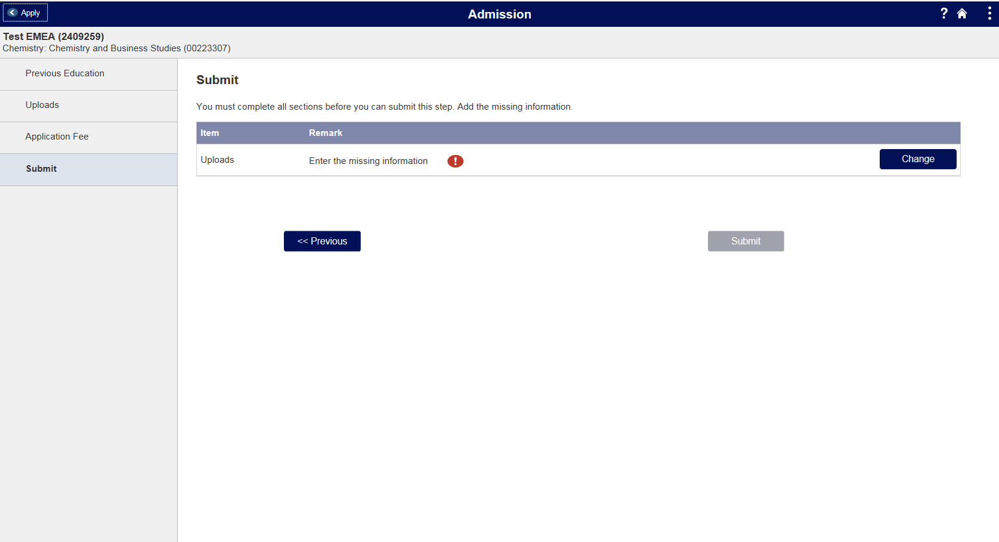 Apply
Admission
?
Test EMEA (2409259)
Chemistry: Chemistry and Business Studies (00223307)
Previous Education
Uploads
Application Fee
Submit
Submit
You must complete all sections before you can submit this step. Add the missing information.
Item Remark
Uploads Enter the missing information ! Change
<< Previous Submit